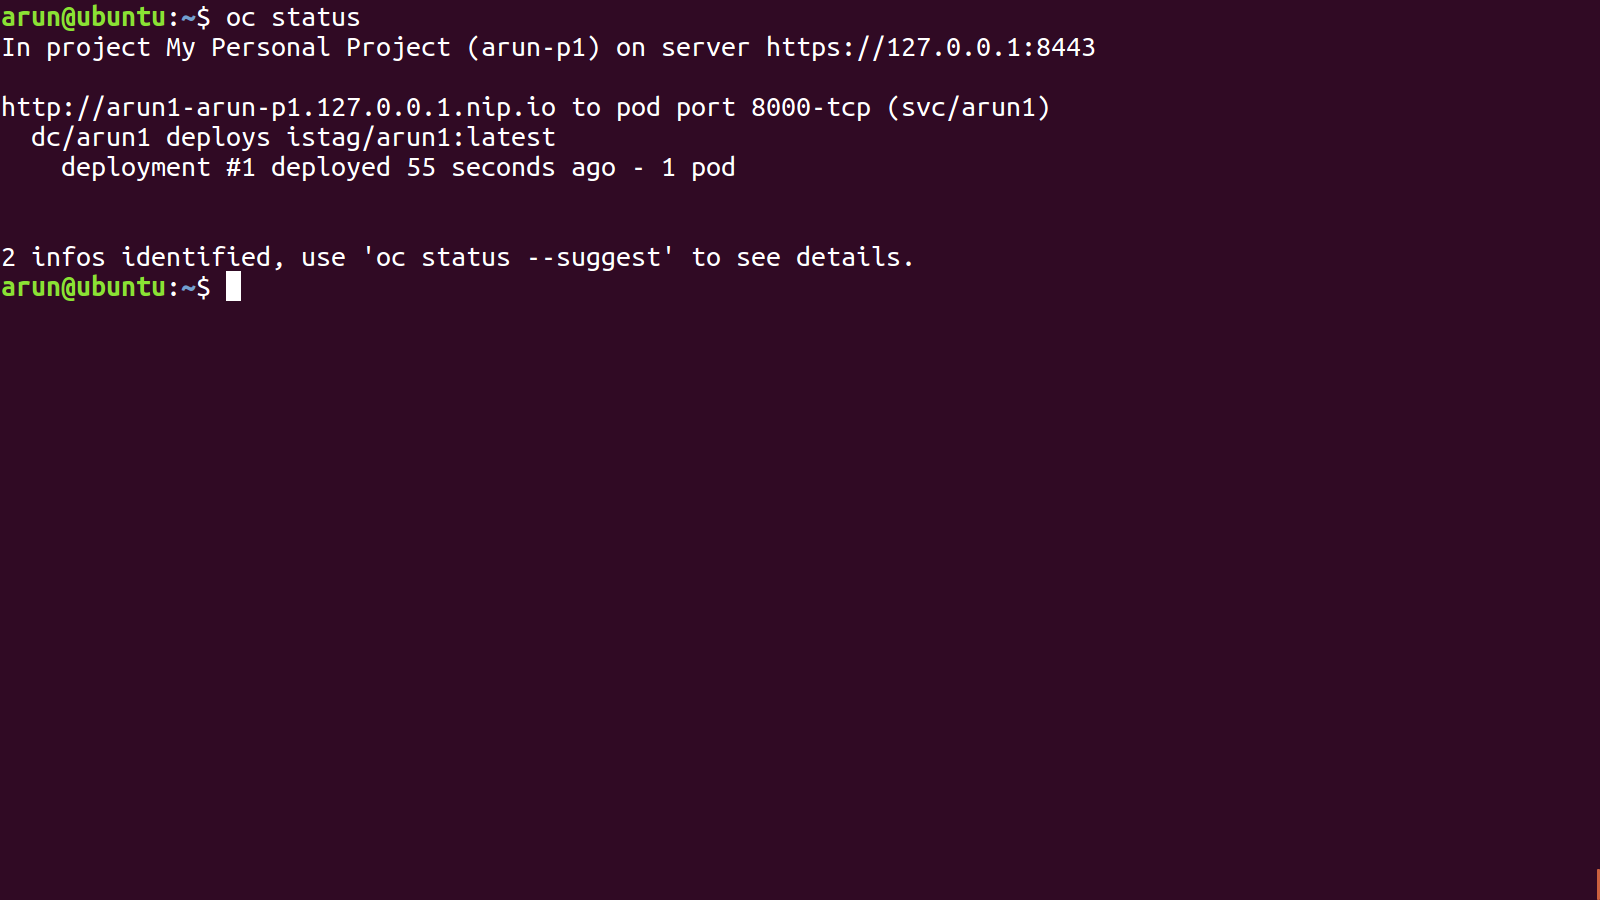 arun@ubuntu:~$ oc status
In project My Personal Project (arun-p1) on server https://127.0.0.1:8443
http://arun1-arun-p1.127.0.0.1.nip.io to pod port 8000-tcp (svc/arun1)
dc/arun1 deploys istag/arun1:latest
deployment #1 deployed 55 seconds ago - 1 pod
2 infos identified, use 'oc status --suggest' to see details.
arun@ubuntu:~$